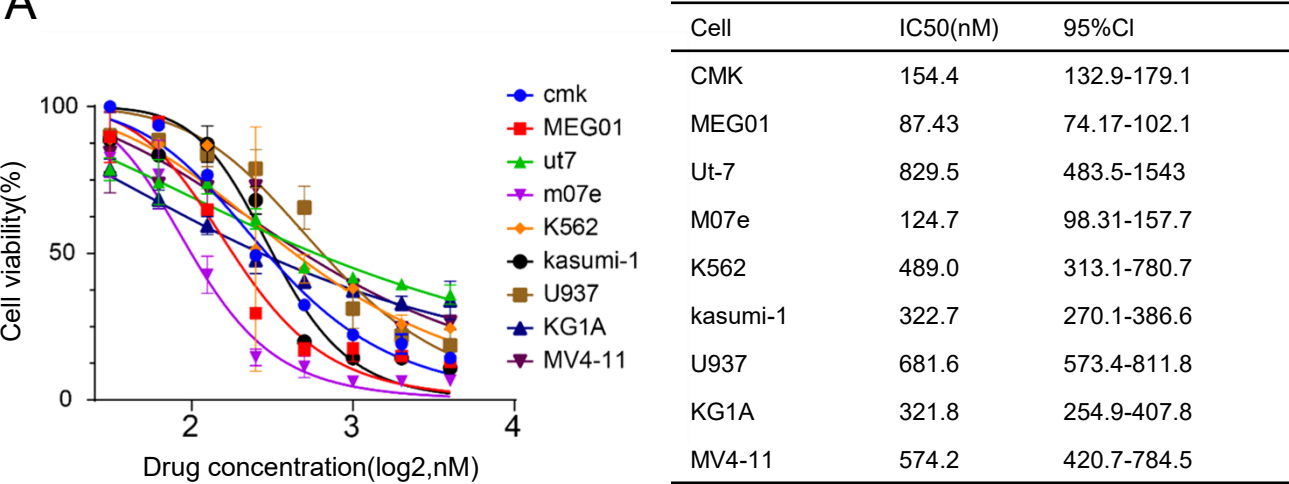 A
Cell viability(%)
100
50
0
2 3 4
Drug concentration(log2,nM)
cmk
MEG01
ut7
m07e
K562
kasumi-1
U937
KG1A
MV4-11
Cell IC50(nM) 95%CI
CMK 154.4 132.9-179.1
MEG01 87.43 74.17-102.1
Ut-7 829.5 483.5-1543
M07e 124.7 98.31-157.7
K562 489.0 313.1-780.7
kasumi-1 322.7 270.1-386.6
U937 681.6 573.4-811.8
KG1A 321.8 254.9-407.8
MV4-11 574.2 420.7-784.5